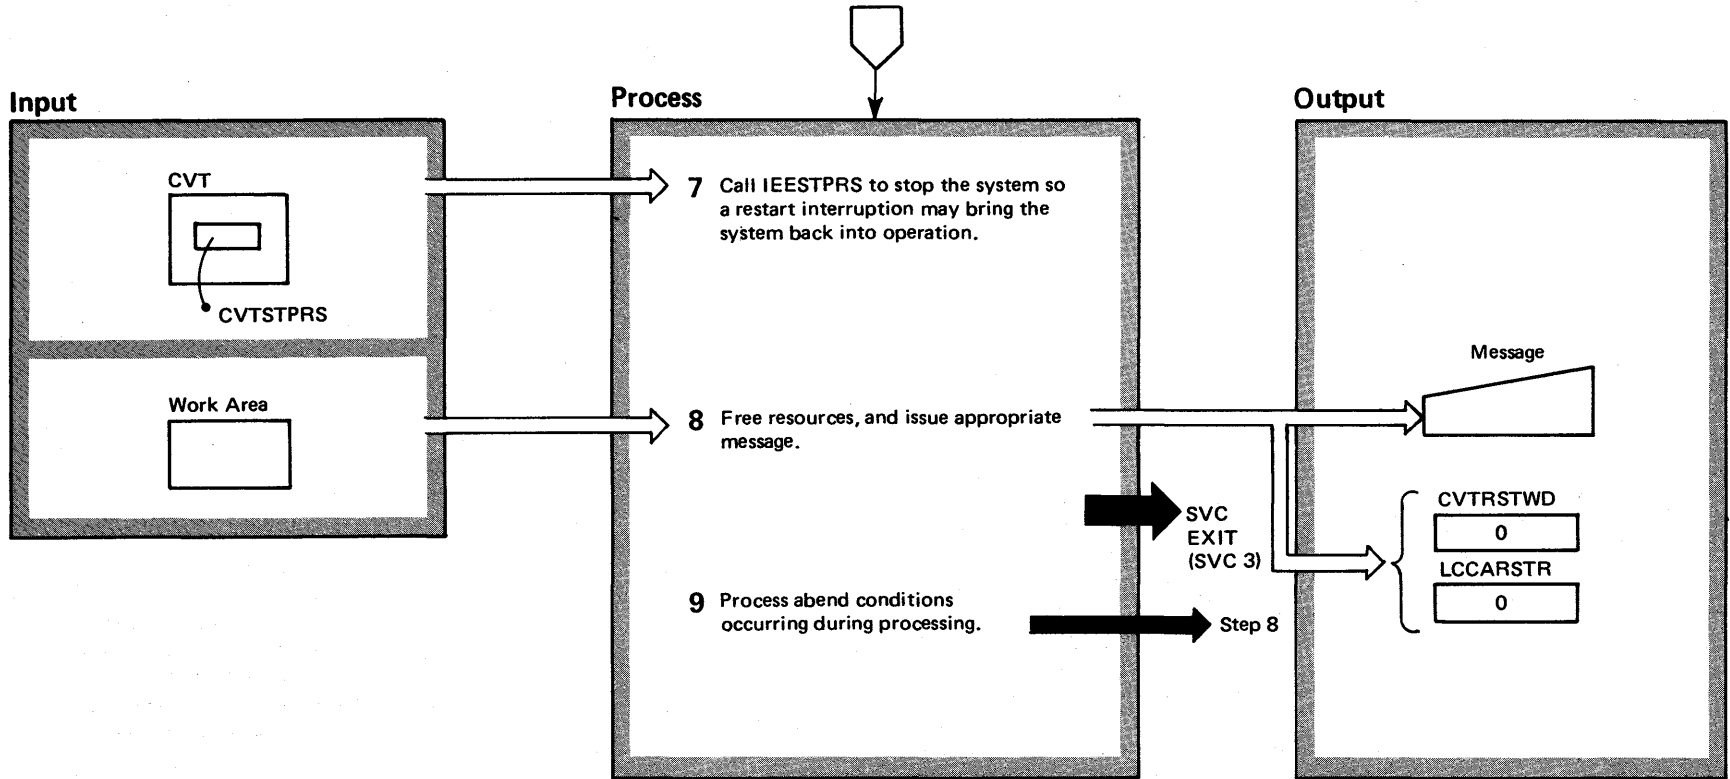 Input
CVT
CVTSTPRS
Work Area
Process
7 Call IEESTPRS to stop the system so
a restart interruption may bring the
system back into operation.
8 Free resources, and issue appropriate
message.
SVC
EXIT
(SVC 3)
9 Process abend conditions
occurring during processing.
Step 8
Output
Message
CVTRSTWD
0
LCCARSTR
0